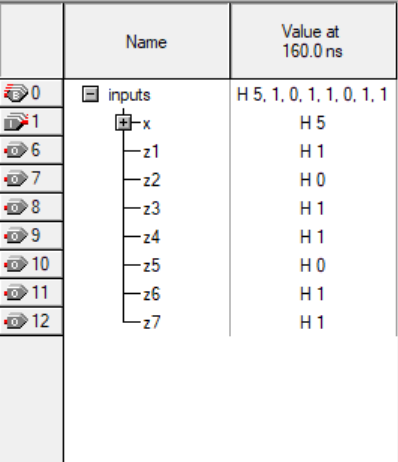 Name Value at
160.0 ns
0 inputs H 5, 1, 0, 1, 1, 0, 1, 1
1 x H 5
6 z1 H 1
7 z2 H 0
8 z3 H 1
9 z4 H 1
10 z5 H 0
11 z6 H 1
12 z7 H 1